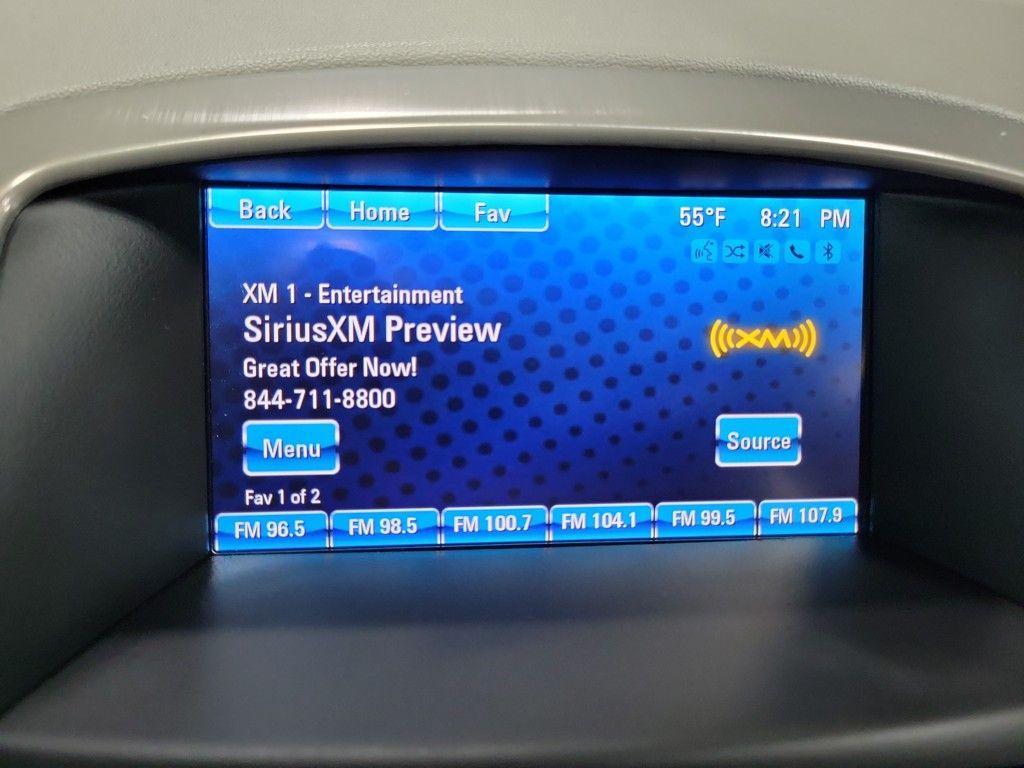 Back Home Fav 55°F 8:21 PM
XM 1 - Entertainment
SiriusXM Preview
XM
Great Offer Now!
844-711-8800
Menu Source
Fav 1 of 2
FM 96.5 FM 98.5 FM 100.7 FM 104.1 FM 99.5 FM 107.9